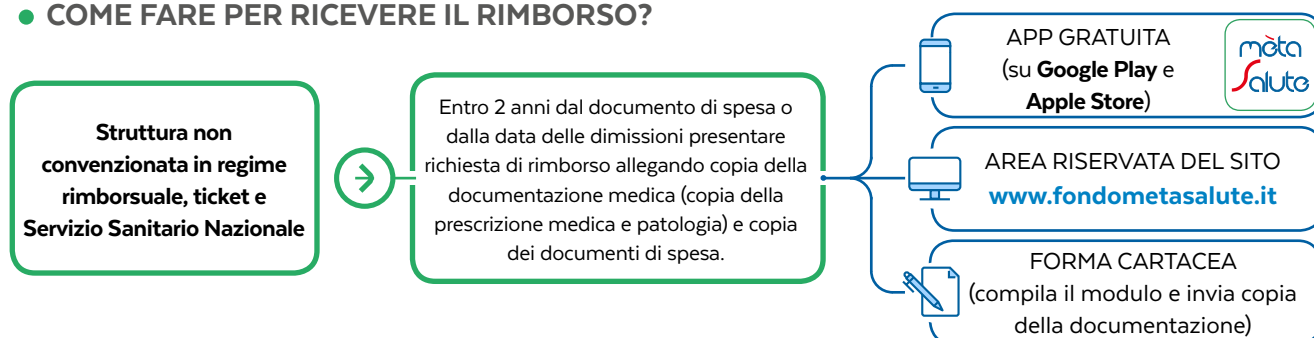 • COME FARE PER RICEVERE IL RIMBORSO?
Struttura non
convenzionata in regime
rimborsuale, ticket e
Servizio Sanitario Nazionale
Entro 2 anni dal documento di spesa o
dalla data delle dimissioni presentare
richiesta di rimborso allegando copia della
documentazione medica (copia della
prescrizione medica e patologia) e copia
dei documenti di spesa.
APP GRATUITA
(su Google Play e
Apple Store)
mèta
Salute
AREA RISERVATA DEL SITO
www.fondometasalute.it
FORMA CARTACEA
(compila il modulo e invia copia
della documentazione)